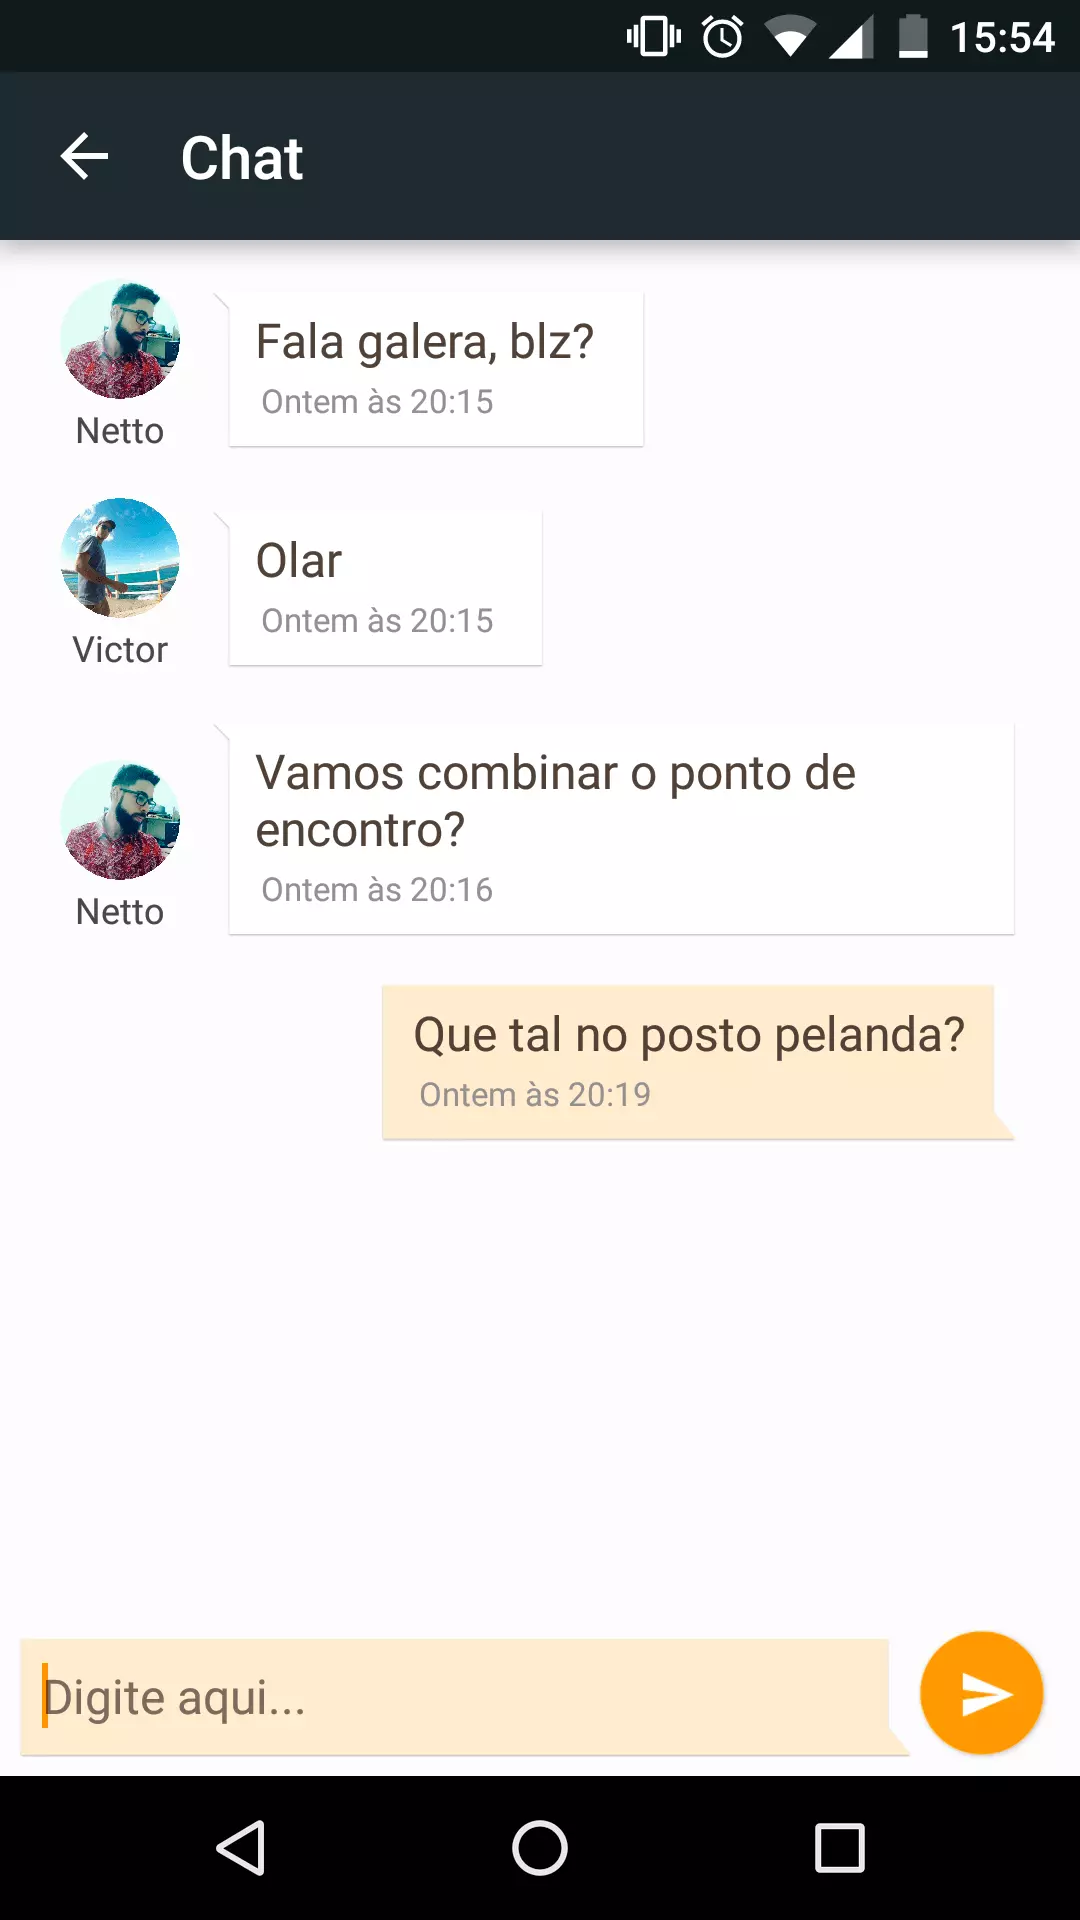 15:54
Chat
Fala galera, blz?
Ontem às 20:15
Netto
Olar
Ontem às 20:15
Victor
Vamos combinar o ponto de
encontro?
Ontem às 20:16
Netto
Que tal no posto pelanda?
Ontem às 20:19
Digite aqui...